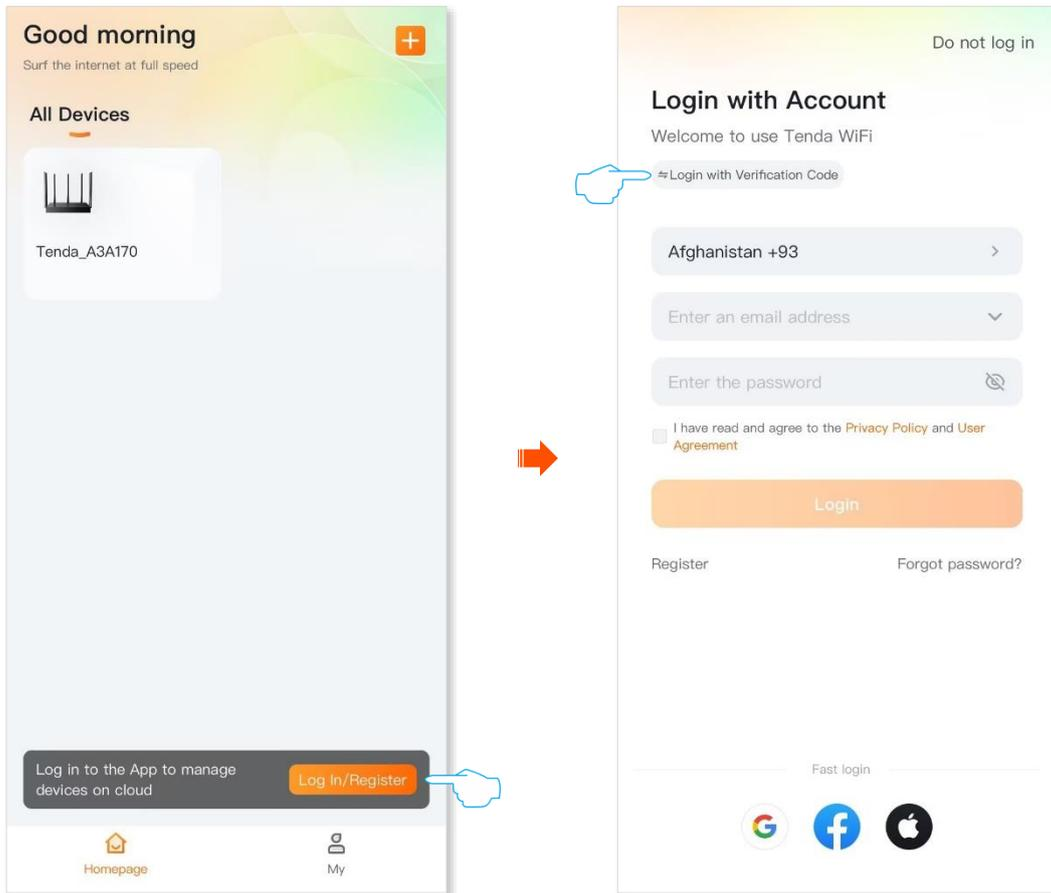 Good morning
Surf the internet at full speed
All Devices
Tenda_A3A170
Log in to the App to manage
devices on cloud
Log In/Register
Homepage
My
Do not log in
Login with Account
Welcome to use Tenda WiFi
⇋Login with Verification Code
Afghanistan +93
Enter an email address
Enter the password
I have read and agree to the Privacy Policy and User
Agreement
Login
Register
Forgot password?
Fast login